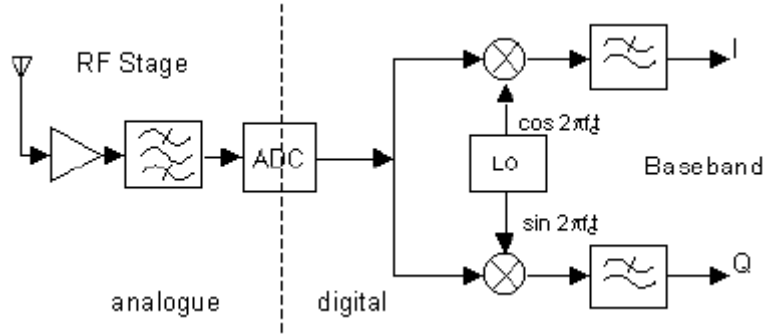 RF Stage
I
cos 2πf꜀t
ADC
LO
Baseband
sin 2πf꜀t
Q
analogue
digital